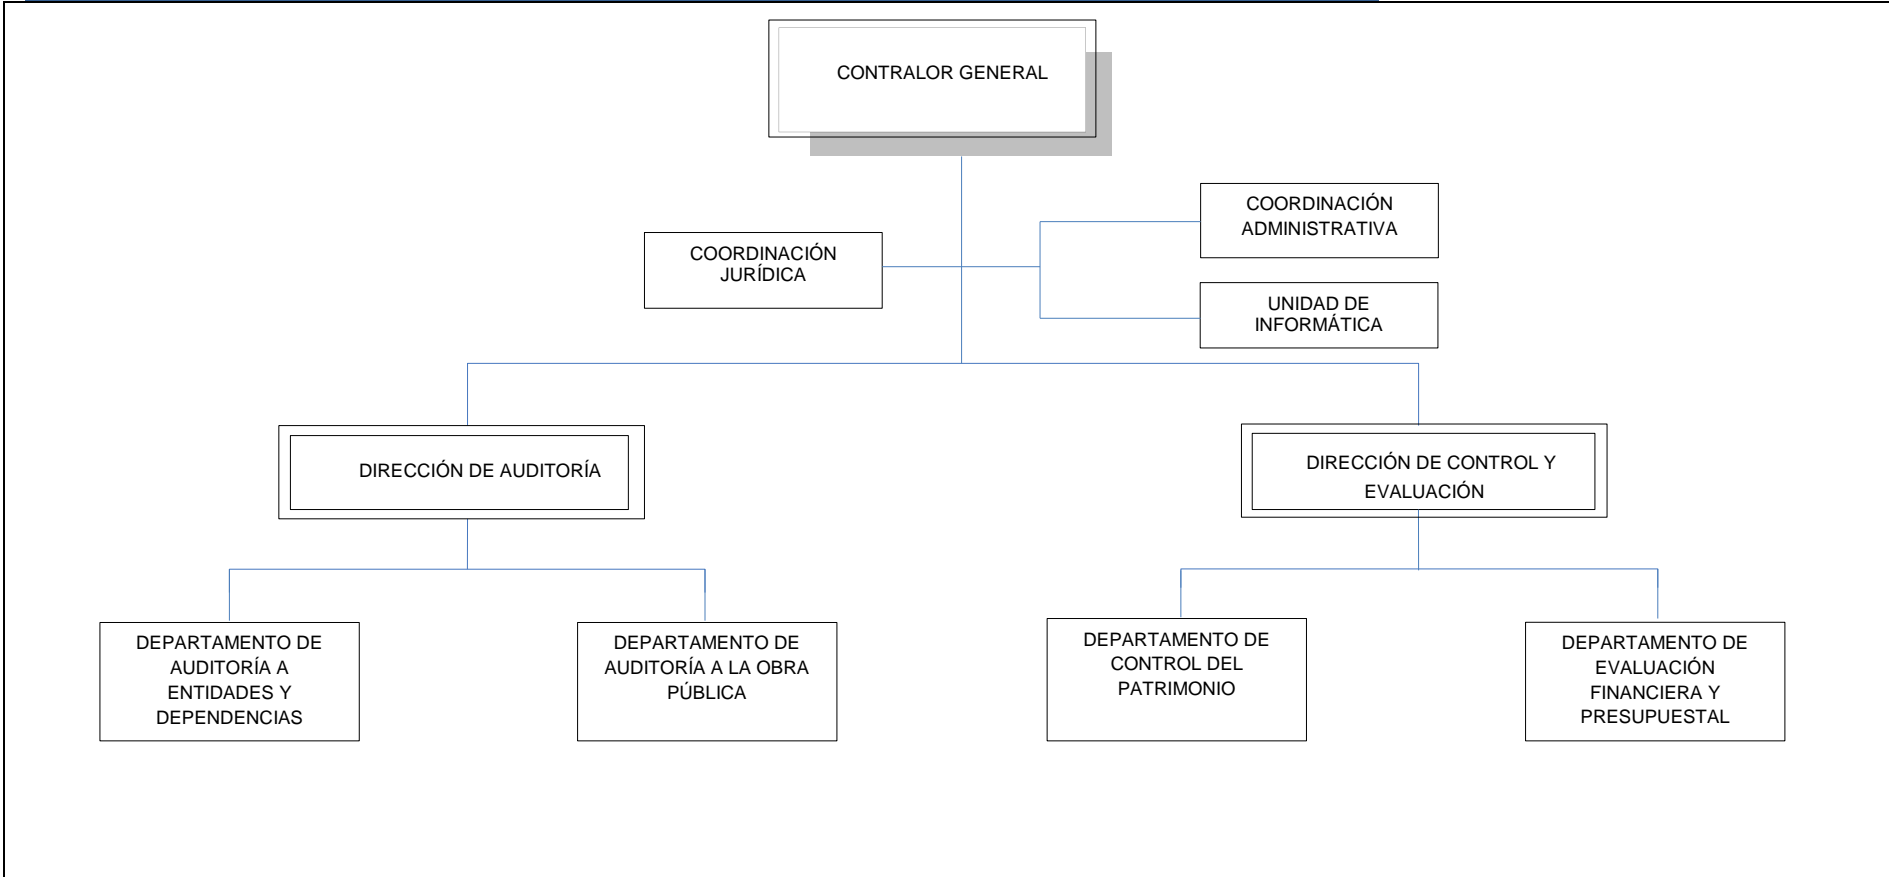 CONTRALOR GENERAL
COORDINACIÓN
ADMINISTRATIVA
COORDINACIÓN
JURÍDICA
UNIDAD DE
INFORMÁTICA
DIRECCIÓN DE AUDITORÍA
DIRECCIÓN DE CONTROL Y
EVALUACIÓN
DEPARTAMENTO DE
AUDITORÍA A
ENTIDADES Y
DEPENDENCIAS
DEPARTAMENTO DE
AUDITORÍA A LA OBRA
PÚBLICA
DEPARTAMENTO DE
CONTROL DEL
PATRIMONIO
DEPARTAMENTO DE
EVALUACIÓN
FINANCIERA Y
PRESUPUESTAL